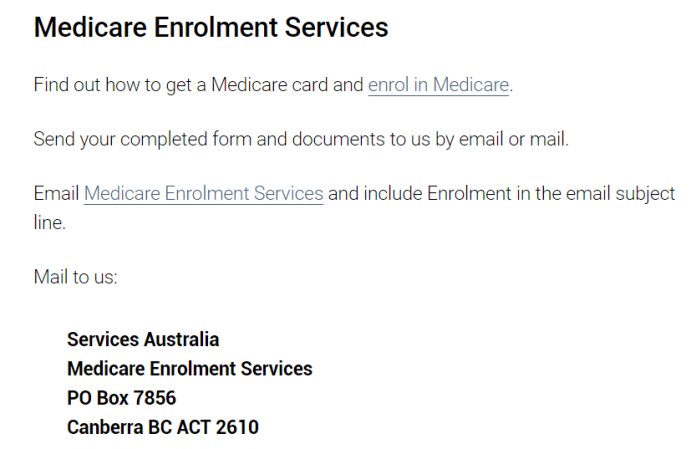 Medicare Enrolment Services
Find out how to get a Medicare card and enrol in Medicare.
Send your completed form and documents to us by email or mail.
Email Medicare Enrolment Services and include Enrolment in the email subject
line.
Mail to us:
Services Australia
Medicare Enrolment Services
PO Box 7856
Canberra BC ACT 2610